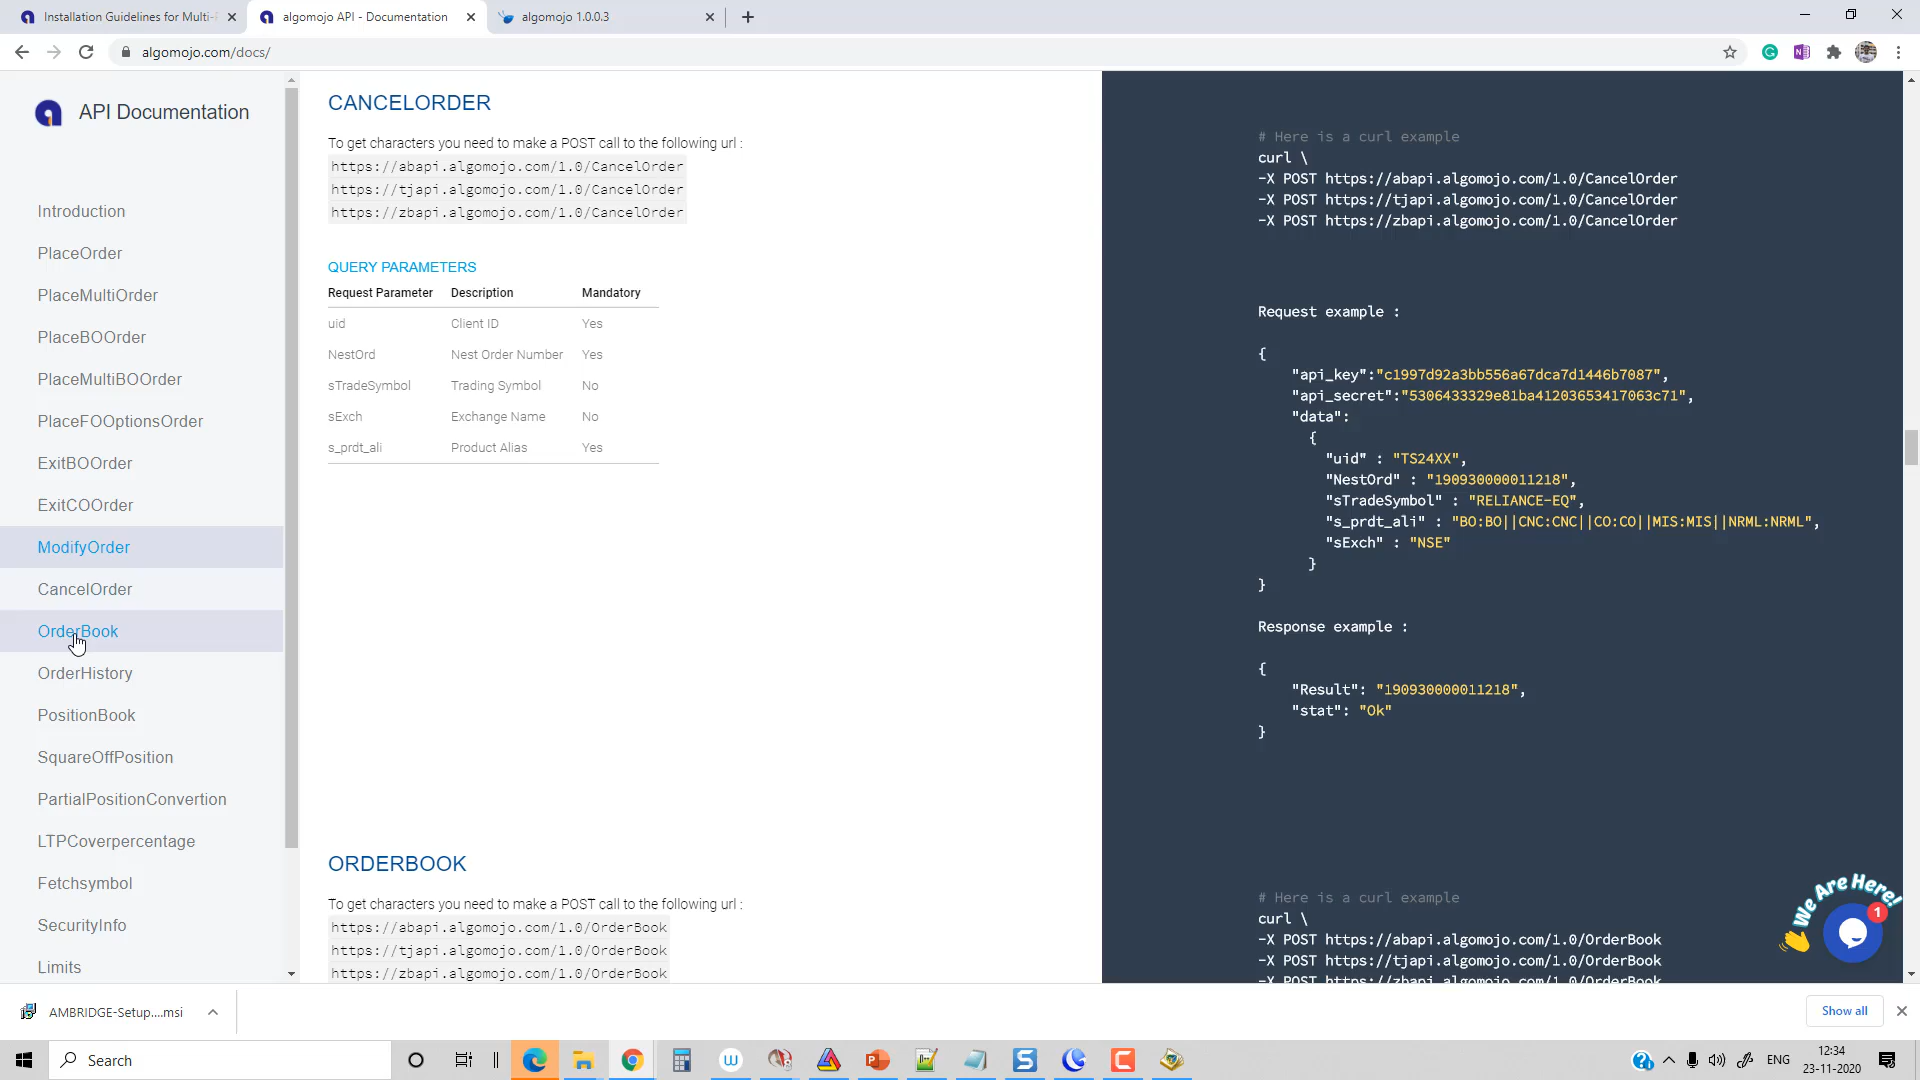 Installation Guidelines for Multi-
algomojo API - Documentation
algomojo 1.0.0.3
algomojo.com/docs/
API Documentation
Introduction
PlaceOrder
PlaceMultiOrder
PlaceBOOrder
PlaceMultiBOOrder
PlaceFOOptionsOrder
ExitBOOrder
ExitCOOrder
ModifyOrder
CancelOrder
OrderBook
OrderHistory
PositionBook
SquareOffPosition
PartialPositionConvertion
LTPCoverpercentage
Fetchsymbol
SecurityInfo
Limits
CANCELORDER
To get characters you need to make a POST call to the following url :
https://abapi.algomojo.com/1.0/CancelOrder
https://tjapi.algomojo.com/1.0/CancelOrder
https://zbapi.algomojo.com/1.0/CancelOrder
QUERY PARAMETERS
Request Parameter Description Mandatory
uid Client ID Yes
NestOrd Nest Order Number Yes
sTradeSymbol Trading Symbol No
sExch Exchange Name No
s_prdt_ali Product Alias Yes
ORDERBOOK
To get characters you need to make a POST call to the following url :
https://abapi.algomojo.com/1.0/OrderBook
https://tjapi.algomojo.com/1.0/OrderBook
https://zbapi.algomojo.com/1.0/OrderBook
# Here is a curl example
curl \
-X POST https://abapi.algomojo.com/1.0/CancelOrder
-X POST https://tjapi.algomojo.com/1.0/CancelOrder
-X POST https://zbapi.algomojo.com/1.0/CancelOrder
Request example :
{
"api_key":"c1997d92a3bb556a67dca7d1446b7087",
"api_secret":"5306433329e81ba41203653417063c71",
"data":
{
"uid" : "TS24XX",
"NestOrd" : "190930000011218",
"sTradeSymbol" : "RELIANCE-EQ",
"s_prdt_ali" : "BO:BO||CNC:CNC||CO:CO||MIS:MIS||NRML:NRML",
"sExch" : "NSE"
}
}
Response example :
{
"Result": "190930000011218",
"stat": "Ok"
}
# Here is a curl example
curl \
-X POST https://abapi.algomojo.com/1.0/OrderBook
-X POST https://tjapi.algomojo.com/1.0/OrderBook
-X POST https://zbapi.algomojo.com/1.0/OrderBook
We Are Here!
1
AMBRIDGE-Setup....msi
Show all
Search
ENG
12:34
23-11-2020